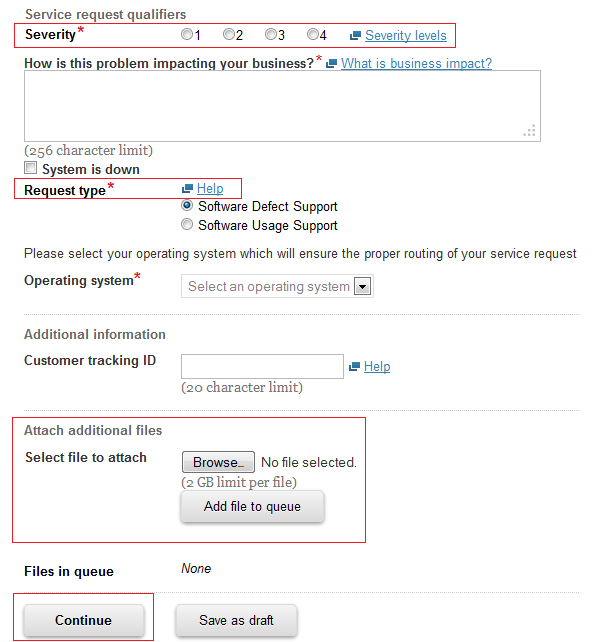 Service request qualifiers
Severity* 1 2 3 4 Severity levels
How is this problem impacting your business?* What is business impact?
(256 character limit)
System is down
Request type* Help
Software Defect Support
Software Usage Support
Please select your operating system which will ensure the proper routing of your service request
Operating system* Select an operating system
Additional information
Customer tracking ID Help
(20 character limit)
Attach additional files
Select file to attach Browse... No file selected.
(2 GB limit per file)
Add file to queue
Files in queue None
Continue Save as draft